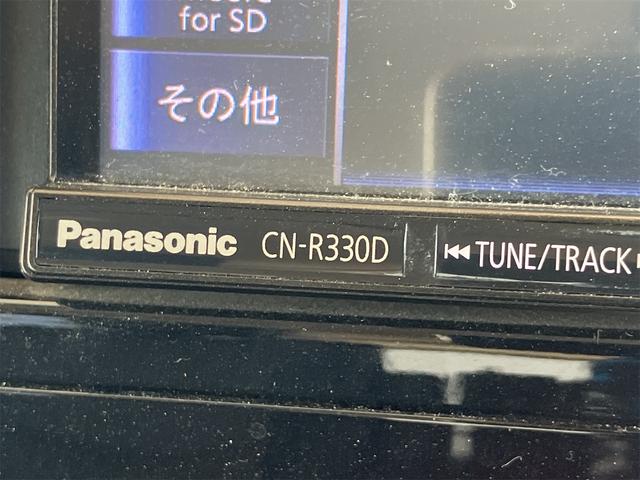 for SD
その他
Panasonic CN-R330D
⏮ TUNE/TRACK